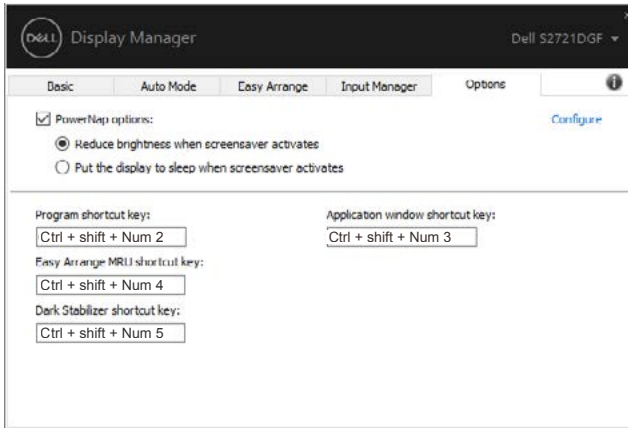 DELL Display Manager Dell S2721DGF
Basic Auto Mode Easy Arrange Input Manager Options
PowerNap options: Configure
Reduce brightness when screensaver activates
Put the display to sleep when screensaver activates
Program shortcut key: Application window shortcut key:
Ctrl + shift + Num 2 Ctrl + shift + Num 3
Easy Arrange MRU shortcut key:
Ctrl + shift + Num 4
Dark Stabilizer shortcut key:
Ctrl + shift + Num 5